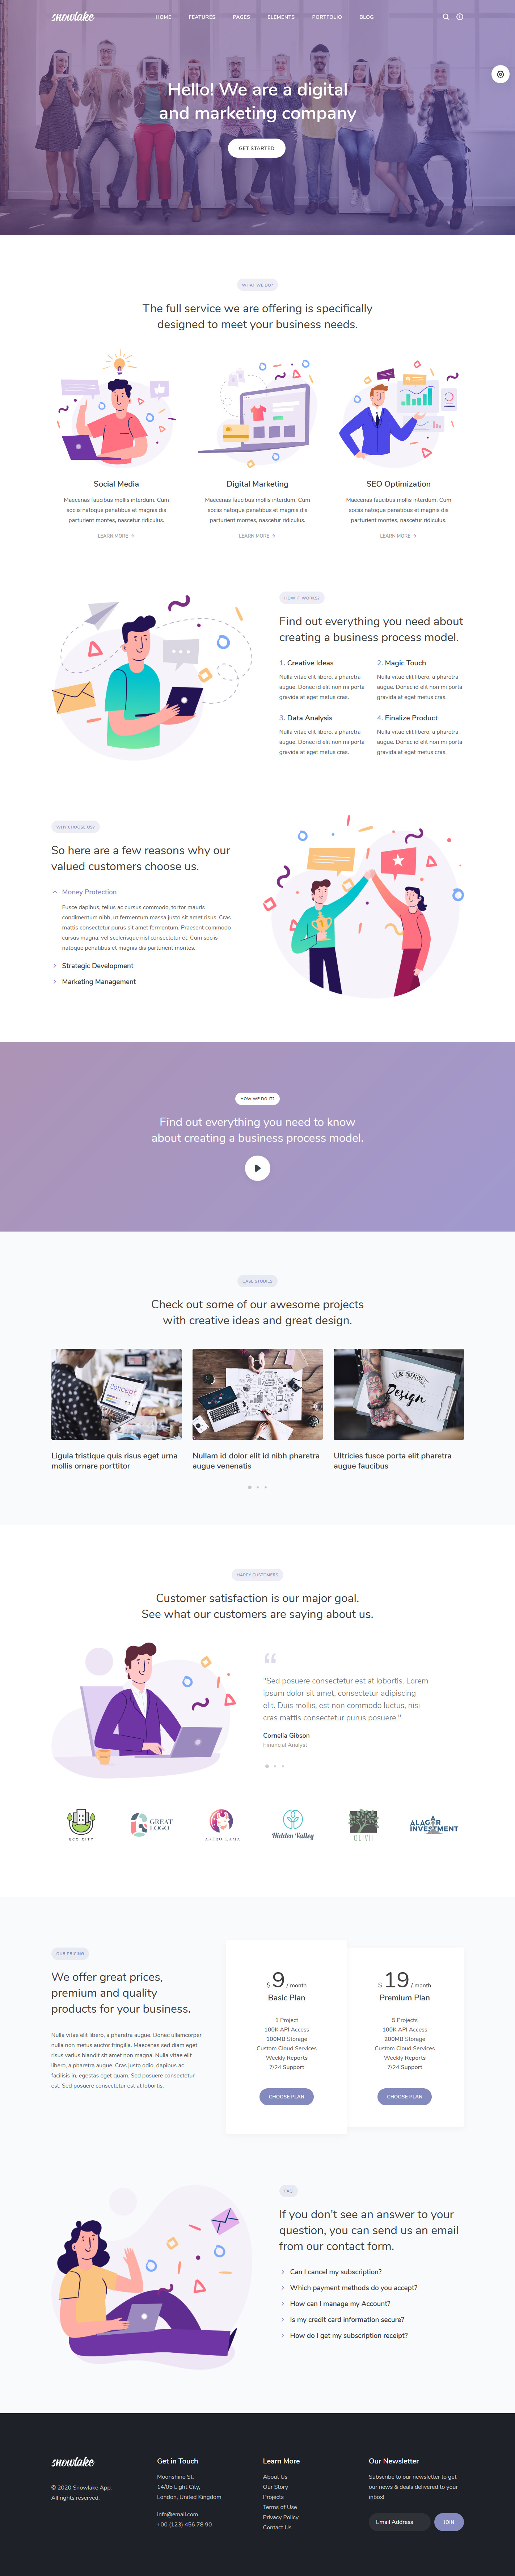 snowlake
HOME FEATURES PAGES ELEMENTS PORTFOLIO BLOG
Hello! We are a digital
and marketing company
GET STARTED
WHAT WE DO?
The full service we are offering is specifically
designed to meet your business needs.
Social Media
Maecenas faucibus mollis interdum. Cum
sociis natoque penatibus et magnis dis
parturient montes, nascetur ridiculus.
LEARN MORE
Digital Marketing
Maecenas faucibus mollis interdum. Cum
sociis natoque penatibus et magnis dis
parturient montes, nascetur ridiculus.
LEARN MORE
SEO Optimization
Maecenas faucibus mollis interdum. Cum
sociis natoque penatibus et magnis dis
parturient montes, nascetur ridiculus.
LEARN MORE
HOW IT WORKS?
Find out everything you need about
creating a business process model.
1. Creative Ideas
Nulla vitae elit libero, a pharetra
augue. Donec id elit non mi porta
gravida at eget metus cras.
2. Magic Touch
Nulla vitae elit libero, a pharetra
augue. Donec id elit non mi porta
gravida at eget metus cras.
3. Data Analysis
Nulla vitae elit libero, a pharetra
augue. Donec id elit non mi porta
gravida at eget metus cras.
4. Finalize Product
Nulla vitae elit libero, a pharetra
augue. Donec id elit non mi porta
gravida at eget metus cras.
WHY CHOOSE US?
So here are a few reasons why our
valued customers choose us.
Money Protection
Fusce dapibus, tellus ac cursus commodo, tortor mauris
condimentum nibh, ut fermentum massa justo sit amet risus. Cras
mattis consectetur purus sit amet fermentum. Praesent commodo
cursus magna, vel scelerisque nisl consectetur et. Cum sociis
natoque penatibus et magnis dis parturient montes.
Strategic Development
Marketing Management
HOW WE DO IT?
Find out everything you need to know
about creating a business process model.
CASE STUDIES
Check out some of our awesome projects
with creative ideas and great design.
Concept
BE CREATIVE
Design
Ligula tristique quis risus eget urna
mollis ornare porttitor
Nullam id dolor elit id nibh pharetra
augue venenatis
Ultricies fusce porta elit pharetra
augue faucibus
HAPPY CUSTOMERS
Customer satisfaction is our major goal.
See what our customers are saying about us.
"Sed posuere consectetur est at lobortis. Lorem
ipsum dolor sit amet, consectetur adipiscing
elit. Duis mollis, est non commodo luctus, nisi
cras mattis consectetur purus posuere."
Cornelia Gibson
Financial Analyst
ECO CITY
GREAT
LOGO
ASTRO LAMA
Hidden Valley
OLIVII
ALAGOR
INVESTMENT
OUR PRICING
We offer great prices,
premium and quality
products for your business.
Nulla vitae elit libero, a pharetra augue. Donec ullamcorper
nulla non metus auctor fringilla. Maecenas sed diam eget
risus varius blandit sit amet non magna. Nulla vitae elit
libero, a pharetra augue. Cras justo odio, dapibus ac
facilisis in, egestas eget quam. Sed posuere consectetur
est. Sed posuere consectetur est at lobortis.
$ 9 / month
Basic Plan
1 Project
100K API Access
100MB Storage
Custom Cloud Services
Weekly Reports
7/24 Support
CHOOSE PLAN
$ 19 / month
Premium Plan
5 Projects
100K API Access
200MB Storage
Custom Cloud Services
Weekly Reports
7/24 Support
CHOOSE PLAN
FAQ
If you don't see an answer to your
question, you can send us an email
from our contact form.
Can I cancel my subscription?
Which payment methods do you accept?
How can I manage my Account?
Is my credit card information secure?
How do I get my subscription receipt?
snowlake
© 2020 Snowlake App.
All rights reserved.
Get in Touch
Moonshine St.
14/05 Light City,
London, United Kingdom
info@email.com
+00 (123) 456 78 90
Learn More
About Us
Our Story
Projects
Terms of Use
Privacy Policy
Contact Us
Our Newsletter
Subscribe to our newsletter to get
our news & deals delivered to your
inbox!
Email Address
JOIN